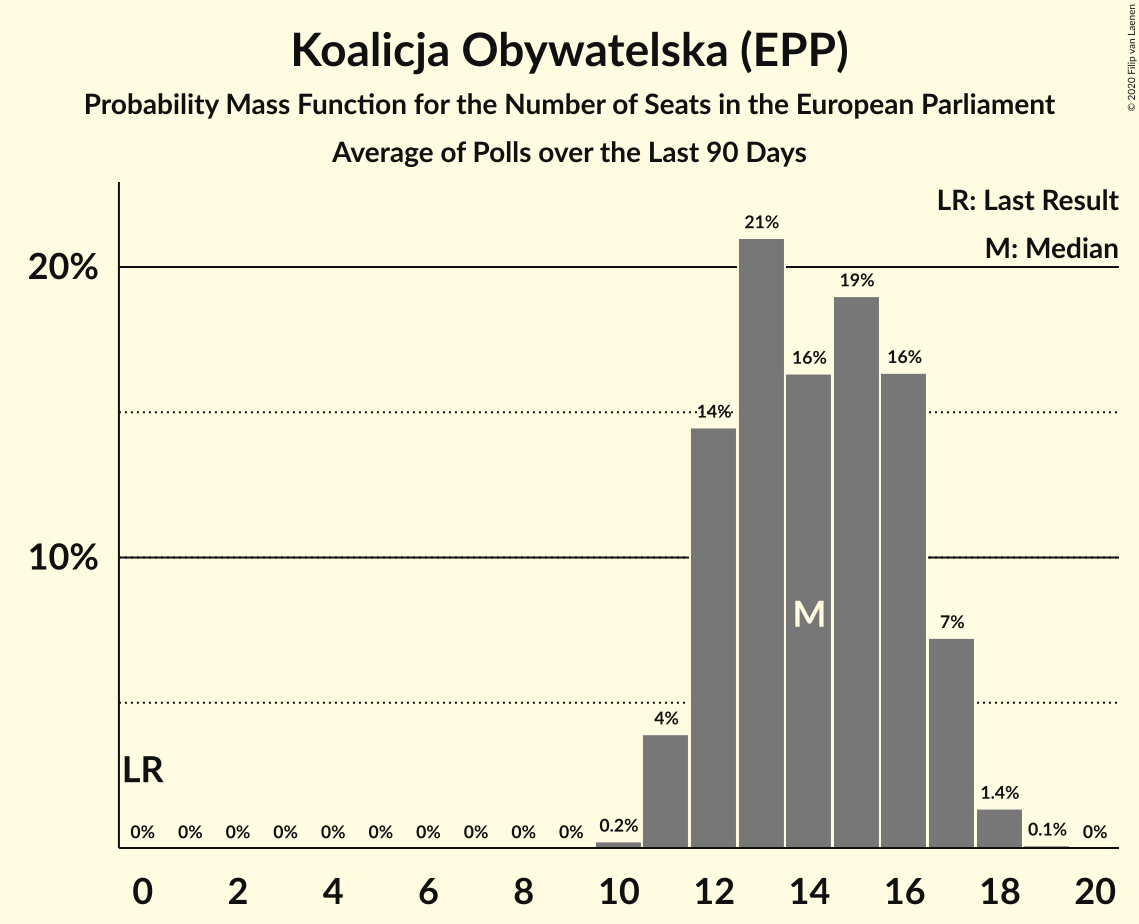 Koalicja Obywatelska (EPP)
Probability Mass Function for the Number of Seats in the European Parliament
Average of Polls over the Last 90 Days
© 2020 Filip van Laenen
LR: Last Result
M: Median
20%
10%
21%
19%
16%
16%
14%
7%
4%
1.4%
0.2%
0.1%
M
LR
0% 0% 0% 0% 0% 0% 0% 0% 0% 0% 0%
0 2 4 6 8 10 12 14 16 18 20